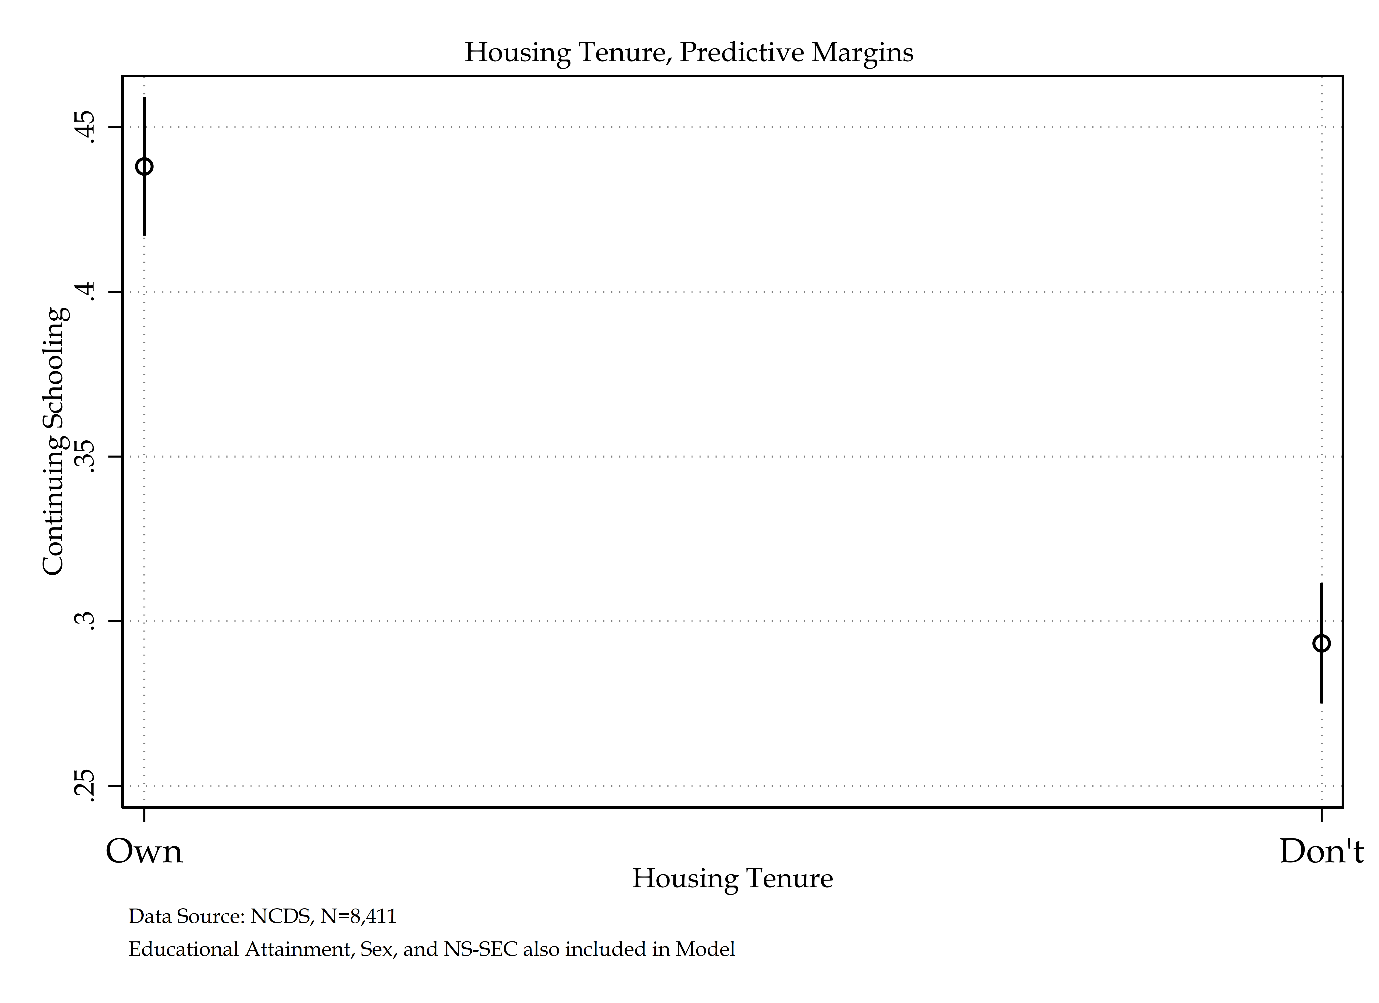 Housing Tenure, Predictive Margins
Continuing Schooling
.45
.4
.35
.3
.25
Own
Don't
Housing Tenure
Data Source: NCDS, N=8,411
Educational Attainment, Sex, and NS-SEC also included in Model